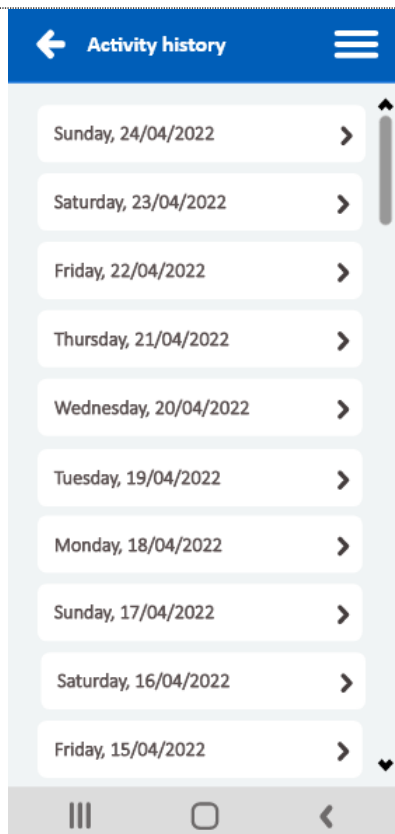 Activity history
Sunday, 24/04/2022
Saturday, 23/04/2022
Friday, 22/04/2022
Thursday, 21/04/2022
Wednesday, 20/04/2022
Tuesday, 19/04/2022
Monday, 18/04/2022
Sunday, 17/04/2022
Saturday, 16/04/2022
Friday, 15/04/2022